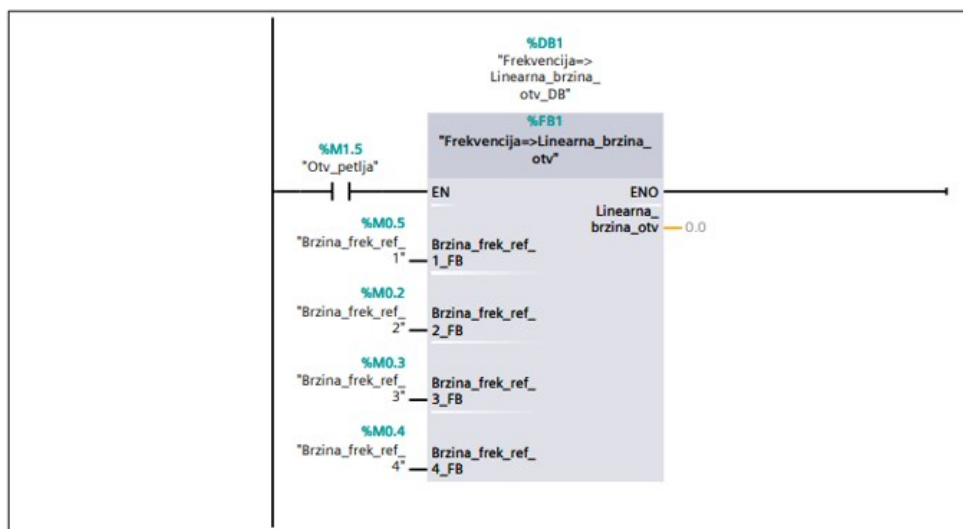 %DB1
"Frekvencija=>
Linearna_brzina_
otv_DB"
%FB1
"Frekvencija=>Linearna_brzina_
otv"
%M1.5
"Otv_petlja"
EN
ENO
Linearna_
brzina_otv
0.0
%M0.5
"Brzina_frek_ref_
1"
Brzina_frek_ref_
1_FB
%M0.2
"Brzina_frek_ref_
2"
Brzina_frek_ref_
2_FB
%M0.3
"Brzina_frek_ref_
3"
Brzina_frek_ref_
3_FB
%M0.4
"Brzina_frek_ref_
4"
Brzina_frek_ref_
4_FB